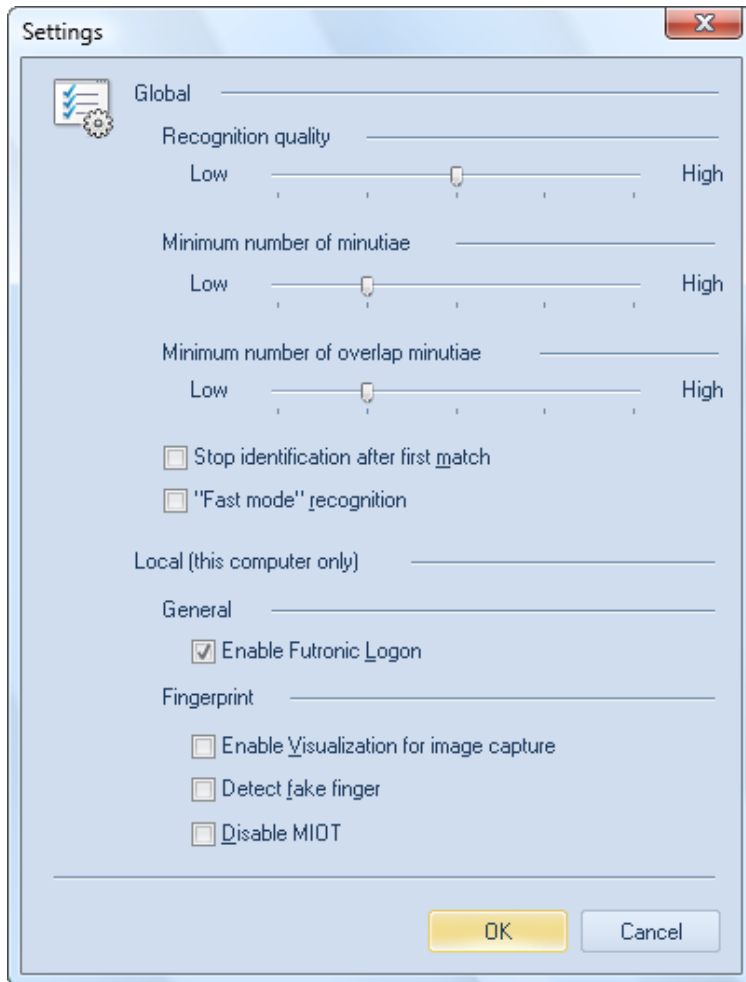 Settings
Global
Recognition quality
Low High
Minimum number of minutiae
Low High
Minimum number of overlap minutiae
Low High
Stop identification after first match
"Fast mode" recognition
Local (this computer only)
General
Enable Futronic Logon
Fingerprint
Enable Visualization for image capture
Detect fake finger
Disable MIOT
OK Cancel